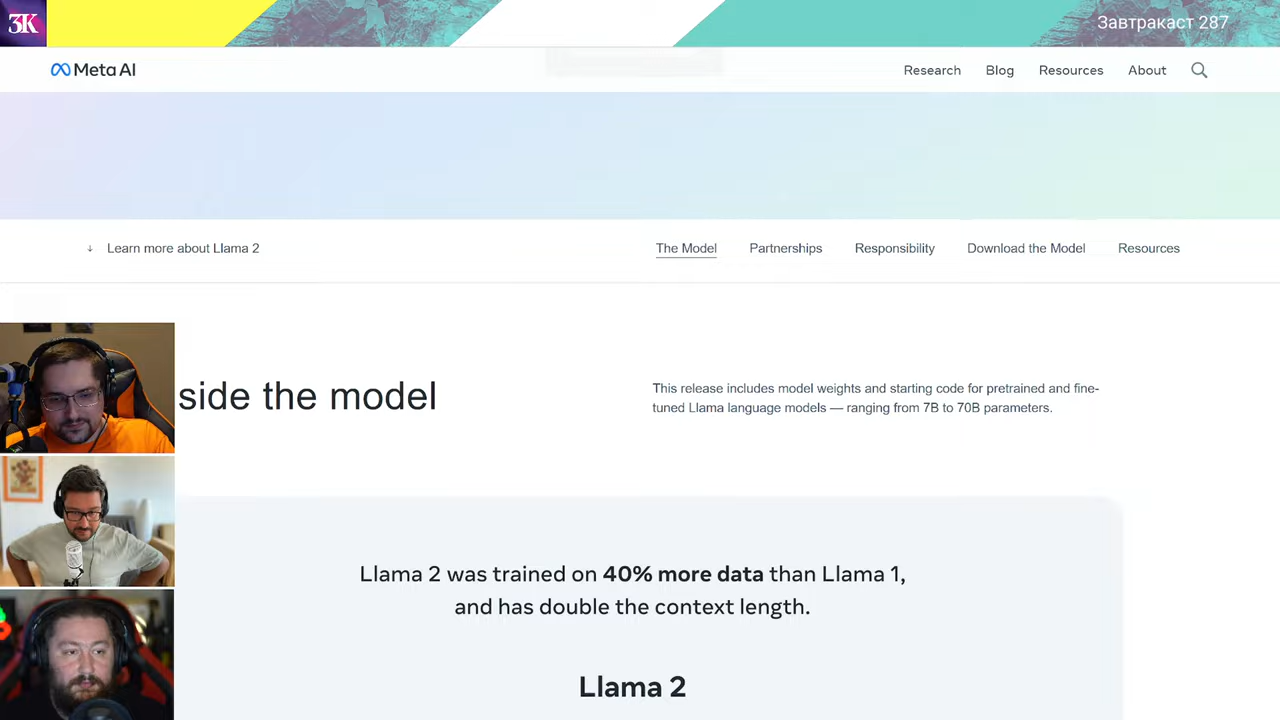 ЗК
Завтракаст 287
Meta AI
Research
Blog
Resources
About
Learn more about Llama 2
The Model
Partnerships
Responsibility
Download the Model
Resources
side the model
This release includes model weights and starting code for pretrained and fine-
tuned Llama language models — ranging from 7B to 70B parameters.
Llama 2 was trained on 40% more data than Llama 1,
and has double the context length.
Llama 2